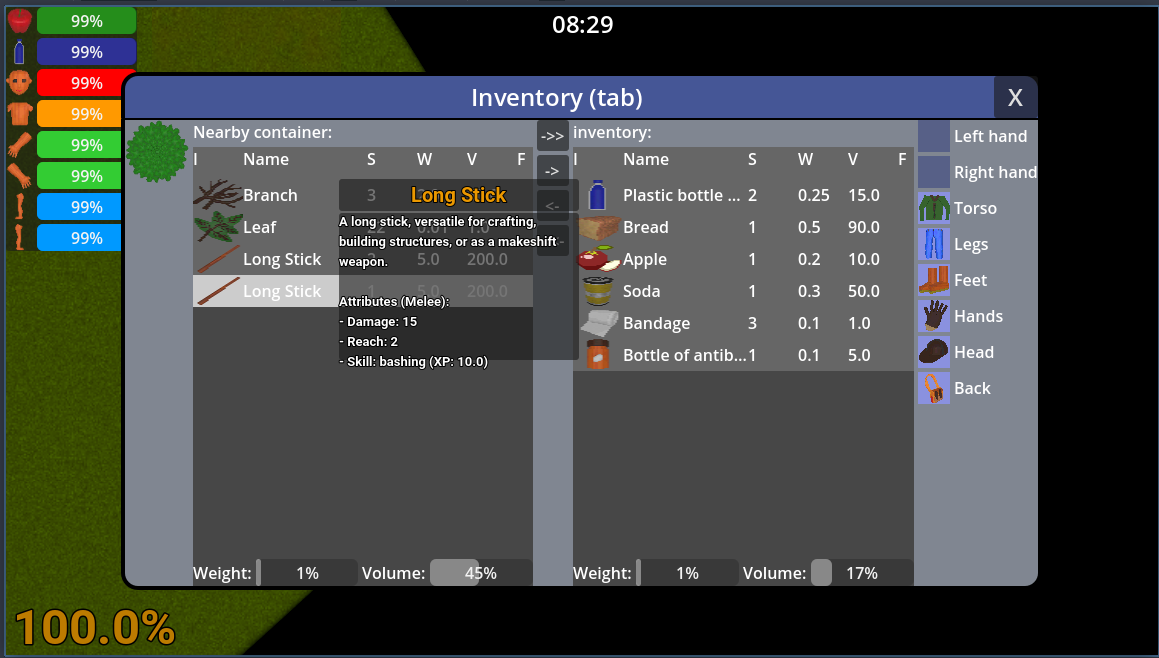 99%
99%
99%
99%
99%
99%
99%
99%
08:29
Inventory (tab)
X
Nearby container:
I Name S W V F
Branch 3
Leaf 22 0.01 1.0
Long Stick 5.0 200.0
Long Stick 1 5.0 200.0
Long Stick
A long stick, versatile for crafting,
building structures, or as a makeshift
weapon.
Attributes (Melee):
- Damage: 15
- Reach: 2
- Skill: bashing (XP: 10.0)
Weight: 1% Volume: 45%
->>
->
<-
inventory:
I Name S W V F
Plastic bottle ... 2 0.25 15.0
Bread 1 0.5 90.0
Apple 1 0.2 10.0
Soda 1 0.3 50.0
Bandage 3 0.1 1.0
Bottle of antib... 1 0.1 5.0
Weight: 1% Volume: 17%
Left hand
Right hand
Torso
Legs
Feet
Hands
Head
Back
100.0%